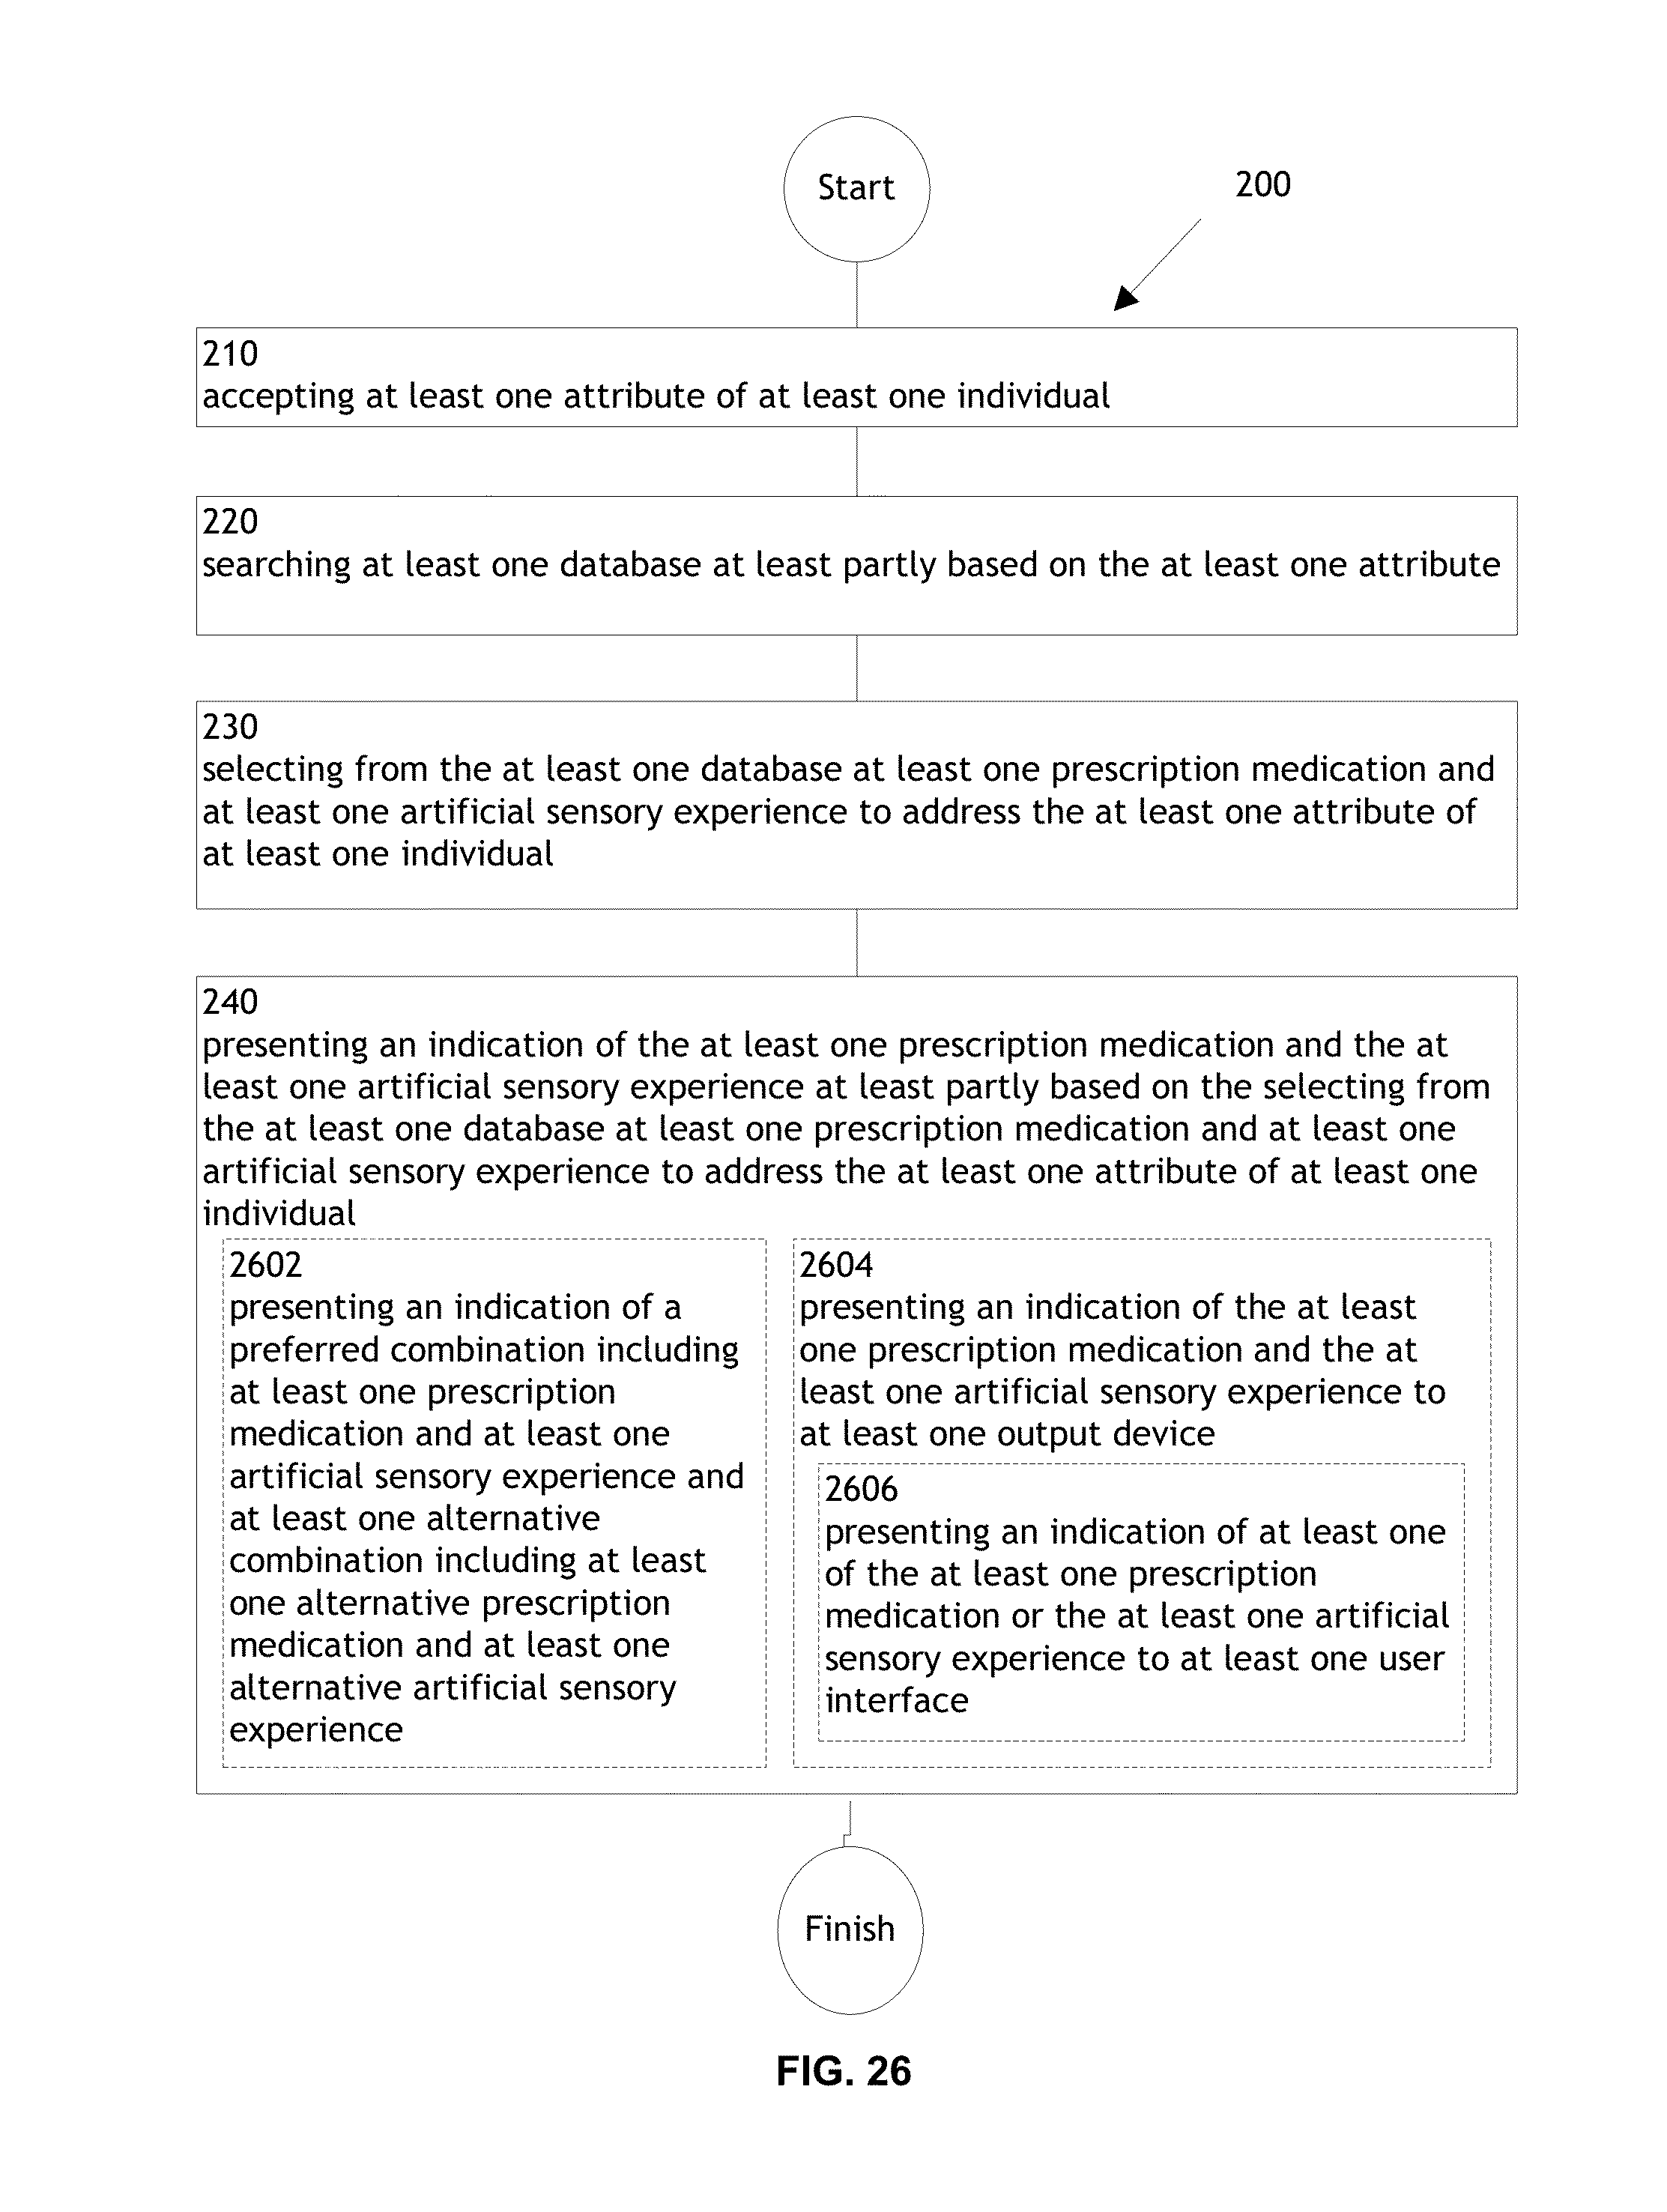 Start
200
210
accepting at least one attribute of at least one individual
220
searching at least one database at least partly based on the at least one attribute
230
selecting from the at least one database at least one prescription medication and
at least one artificial sensory experience to address the at least one attribute of
at least one individual
240
presenting an indication of the at least one prescription medication and the at
least one artificial sensory experience at least partly based on the selecting from
the at least one database at least one prescription medication and at least one
artificial sensory experience to address the at least one attribute of at least one
individual
2602
presenting an indication of a
preferred combination including
at least one prescription
medication and at least one
artificial sensory experience and
at least one alternative
combination including at least
one alternative prescription
medication and at least one
alternative artificial sensory
experience
2604
presenting an indication of the at least
one prescription medication and the at
least one artificial sensory experience to
at least one output device
2606
presenting an indication of at least one
of the at least one prescription
medication or the at least one artificial
sensory experience to at least one user
interface
Finish
FIG. 26